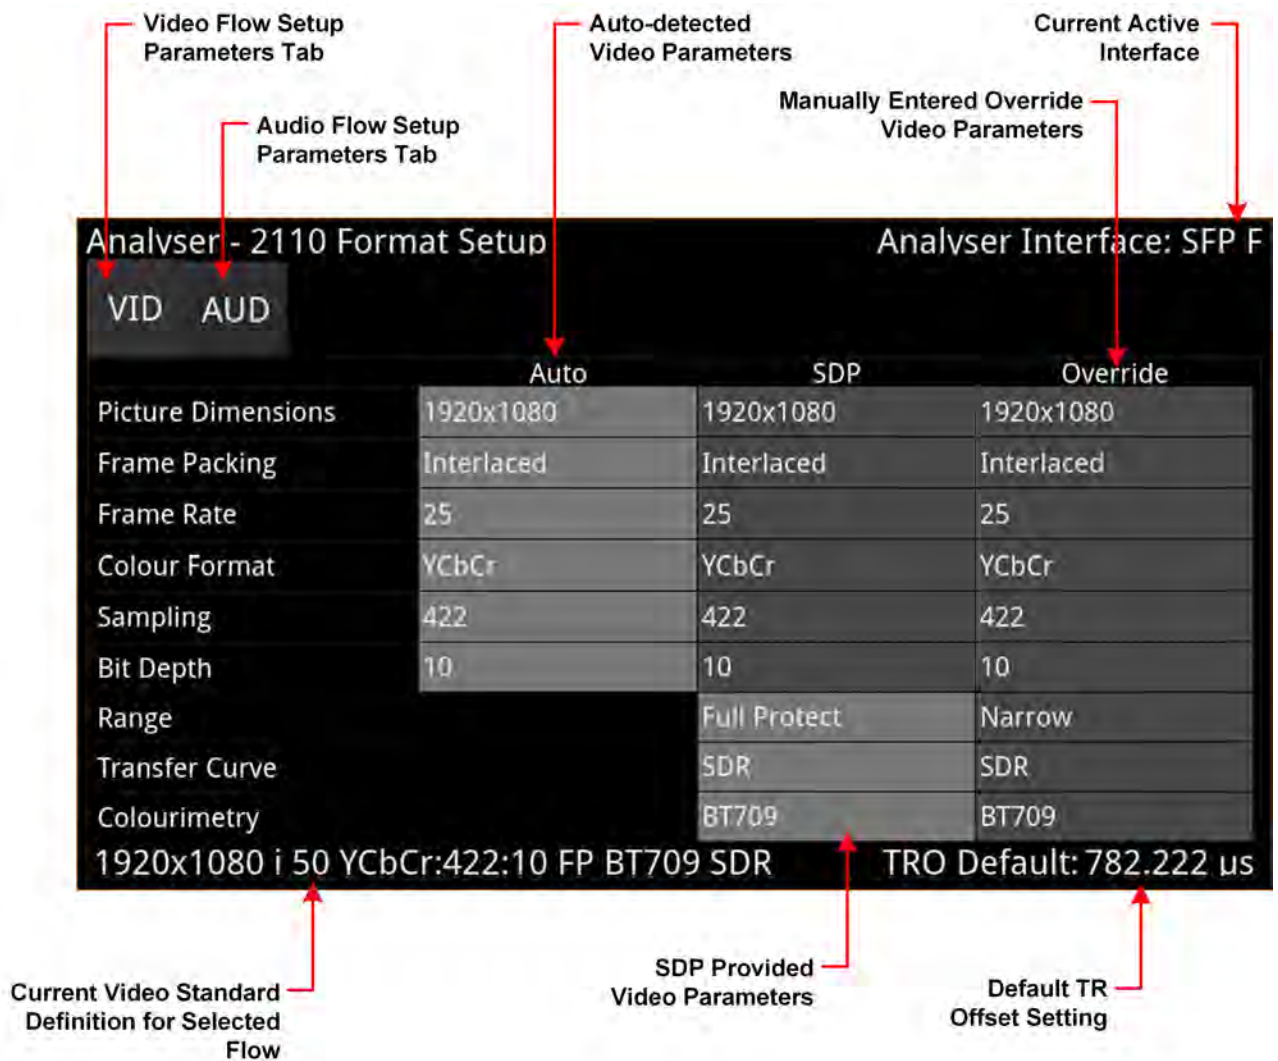 Video Flow Setup
Parameters Tab
Auto-detected
Video Parameters
Current Active
Interface
Manually Entered Override
Video Parameters
Audio Flow Setup
Parameters Tab
Analyser - 2110 Format Setup
Analyser Interface: SFP F
VID AUD
Auto SDP Override
Picture Dimensions 1920x1080 1920x1080 1920x1080
Frame Packing Interlaced Interlaced Interlaced
Frame Rate 25 25 25
Colour Format YCbCr YCbCr YCbCr
Sampling 422 422 422
Bit Depth 10 10 10
Range Full Protect Narrow
Transfer Curve SDR SDR
Colourimetry BT709 BT709
1920x1080 i 50 YCbCr:422:10 FP BT709 SDR
TRO Default: 782.222 µs
SDP Provided
Video Parameters
Default TR
Offset Setting
Current Video Standard
Definition for Selected
Flow